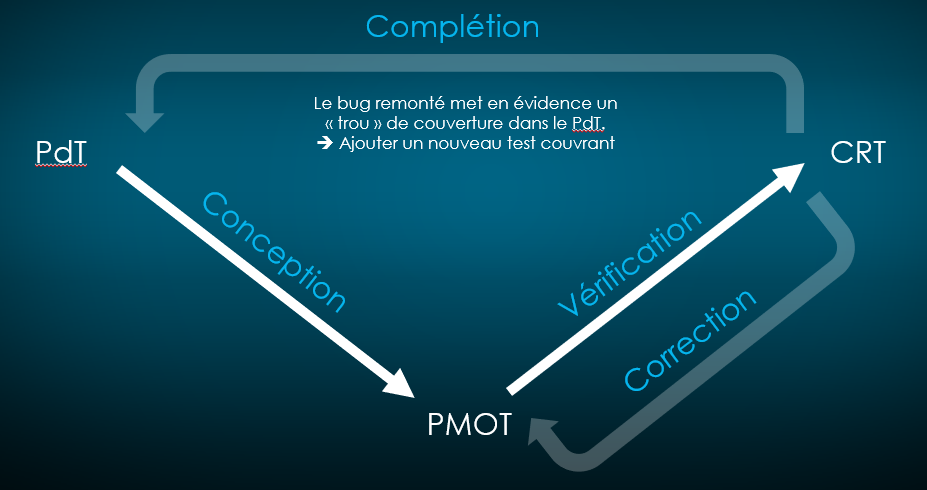 Complétion
Le bug remonté met en évidence un
« trou » de couverture dans le PdT.
➔ Ajouter un nouveau test couvrant
PdT
CRT
Conception
Vérification
Correction
PMOT